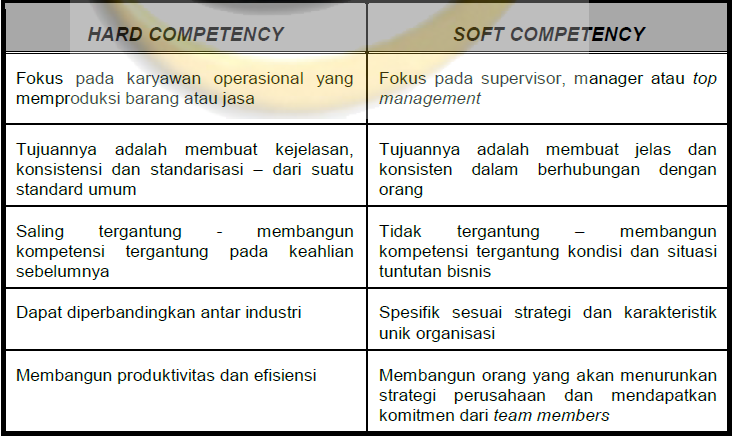 HARD COMPETENCY
SOFT COMPETENCY
Fokus pada karyawan operasional yang
memproduksi barang atau jasa
Fokus pada supervisor, manager atau top
management
Tujuannya adalah membuat kejelasan,
konsistensi dan standarisasi – dari suatu
standard umum
Tujuannya adalah membuat jelas dan
konsisten dalam berhubungan dengan
orang
Saling tergantung - membangun
kompetensi tergantung pada keahlian
sebelumnya
Tidak tergantung – membangun
kompetensi tergantung kondisi dan situasi
tuntutan bisnis
Dapat diperbandingkan antar industri
Spesifik sesuai strategi dan karakteristik
unik organisasi
Membangun produktivitas dan efisiensi
Membangun orang yang akan menurunkan
strategi perusahaan dan mendapatkan
komitmen dari team members